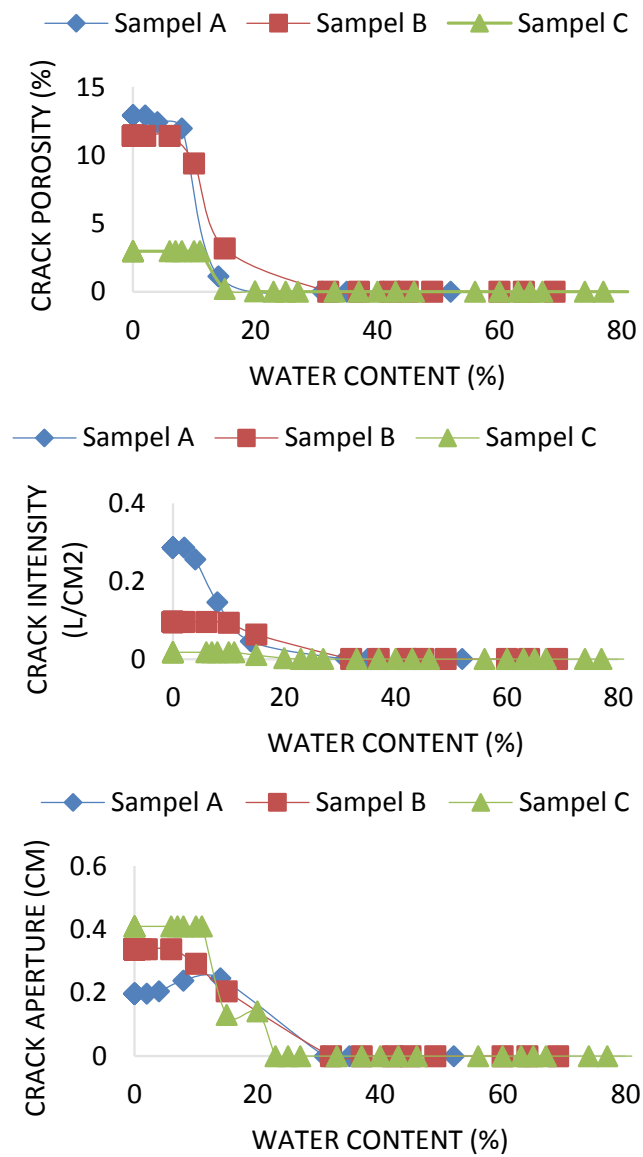 Sampel A Sampel B Sampel C
CRACK POROSITY (%)
15
10
5
0
0 20 40 60 80
WATER CONTENT (%)
Sampel A Sampel B Sampel C
CRACK INTENSITY
(L/CM2)
0.4
0.2
0
0 20 40 60 80
WATER CONTENT (%)
Sampel A Sampel B Sampel C
CRACK APERTURE (CM)
0.6
0.4
0.2
0
0 20 40 60 80
WATER CONTENT (%)